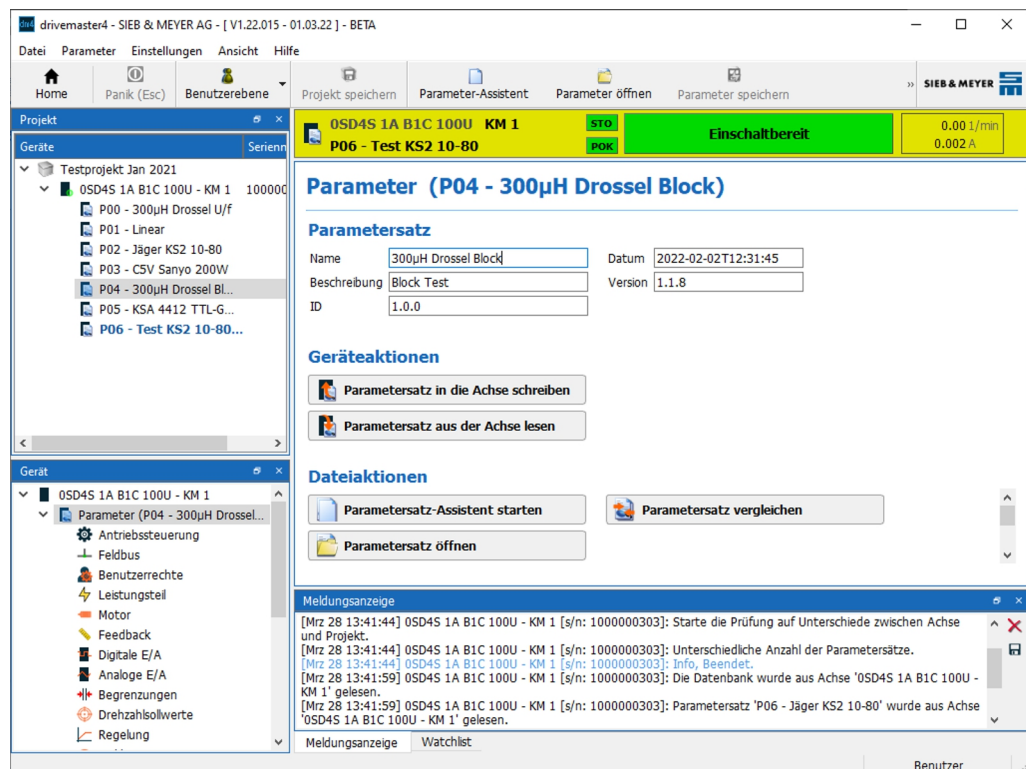 drivemaster4 - SIEB & MEYER AG - [ V1.22.015 - 01.03.22 ] - BETA
Datei Parameter Einstellungen Ansicht Hilfe
Home Panik (Esc) Benutzerebene Projekt speichern Parameter-Assistent Parameter öffnen Parameter speichern » SIEB & MEYER
Projekt
Geräte Serienn
Testprojekt Jan 2021
0SD4S 1A B1C 100U - KM 1 100000
P00 - 300µH Drossel U/f
P01 - Linear
P02 - Jäger KS2 10-80
P03 - C5V Sanyo 200W
P04 - 300µH Drossel Bl...
P05 - KSA 4412 TTL-G...
P06 - Test KS2 10-80...
Gerät
0SD4S 1A B1C 100U - KM 1
Parameter (P04 - 300µH Drossel...
Antriebssteuerung
Feldbus
Benutzerrechte
Leistungsteil
Motor
Feedback
Digitale E/A
Analoge E/A
Begrenzungen
Drehzahlsollwerte
Regelung
0SD4S 1A B1C 100U KM 1 STO
P06 - Test KS2 10-80 POK
Einschaltbereit
0.00 1/min
0.002 A
Parameter (P04 - 300µH Drossel Block)
Parametersatz
Name 300µH Drossel Block Datum 2022-02-02T12:31:45
Beschreibung Block Test Version 1.1.8
ID 1.0.0
Geräteaktionen
Parametersatz in die Achse schreiben
Parametersatz aus der Achse lesen
Dateiaktionen
Parametersatz-Assistent starten Parametersatz vergleichen
Parametersatz öffnen
Meldungsanzeige
[Mrz 28 13:41:44] 0SD4S 1A B1C 100U - KM 1 [s/n: 1000000303]: Starte die Prüfung auf Unterschiede zwischen Achse
und Projekt.
[Mrz 28 13:41:44] 0SD4S 1A B1C 100U - KM 1 [s/n: 1000000303]: Unterschiedliche Anzahl der Parametersätze.
[Mrz 28 13:41:44] 0SD4S 1A B1C 100U - KM 1 [s/n: 1000000303]: Info, Beendet.
[Mrz 28 13:41:59] 0SD4S 1A B1C 100U - KM 1 [s/n: 1000000303]: Die Datenbank wurde aus Achse '0SD4S 1A B1C 100U -
KM 1' gelesen.
[Mrz 28 13:41:59] 0SD4S 1A B1C 100U - KM 1 [s/n: 1000000303]: Parametersatz 'P06 - Jäger KS2 10-80' wurde aus Achse
'0SD4S 1A B1C 100U - KM 1' gelesen.
Meldungsanzeige Watchlist
Benutzer